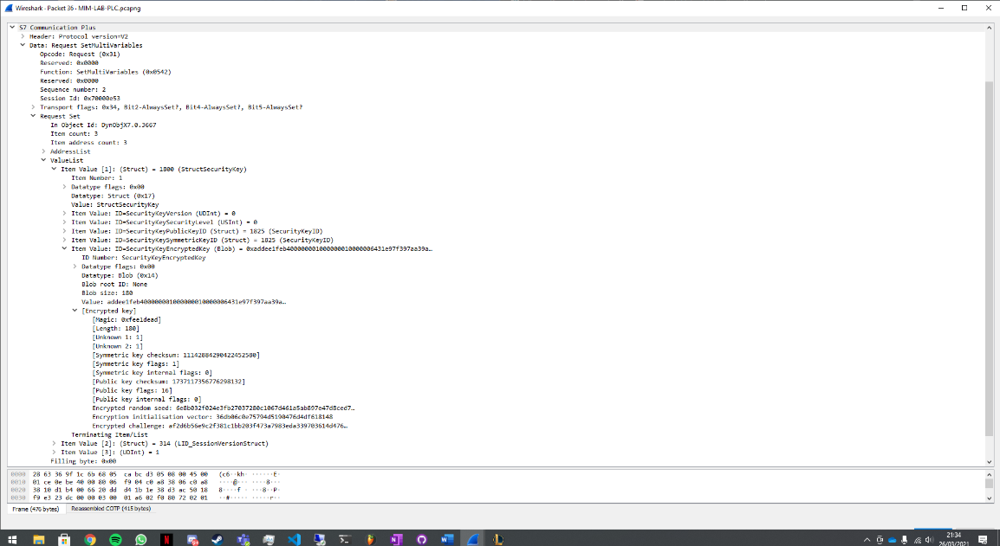 Wireshark · Packet 36 · MIM-LAB-PLC.pcapng
S7 Communication Plus
Header: Protocol version=V2
Data: Request SetMultiVariables
Opcode: Request (0x31)
Reserved: 0x0000
Function: SetMultiVariables (0x0542)
Reserved: 0x0000
Sequence number: 2
Session Id: 0x70000e53
Transport flags: 0x34, Bit2-AlwaysSet?, Bit4-AlwaysSet?, Bit5-AlwaysSet?
Request Set
In Object Id: DynObjX7.0.3667
Item count: 3
Item address count: 3
AddressList
ValueList
Item Value [1]: (Struct) = 1800 (StructSecurityKey)
Item Number: 1
Datatype flags: 0x00
Datatype: Struct (0x17)
Value: StructSecurityKey
Item Value: ID=SecurityKeyVersion (UDInt) = 0
Item Value: ID=SecurityKeySecurityLevel (USInt) = 0
Item Value: ID=SecurityKeyPublicKeyID (Struct) = 1825 (SecurityKeyID)
Item Value: ID=SecurityKeySymmetricKeyID (Struct) = 1825 (SecurityKeyID)
Item Value: ID=SecurityKeyEncryptedKey (Blob) = 0xaddee1feb400000001000000010000006431e97f397aa39a…
ID Number: SecurityKeyEncryptedKey
Datatype flags: 0x00
Datatype: Blob (0x14)
Blob root ID: None
Blob size: 180
Value: addee1feb4000000010000000100000006431e97f397aa39a…
[Encrypted key]
[Magic: 0xfee1dead]
[Length: 180]
[Unknown 1: 1]
[Unknown 2: 1]
[Symmetric key checksum: 11142884290422452580]
[Symmetric key flags: 1]
[Symmetric key internal flags: 0]
[Public key checksum: 1737117356776298132]
[Public key flags: 16]
[Public key internal flags: 0]
Encrypted random seed: 6e8b032f024e3fb27037280c1067d461a5ab897e47d8ced7…
Encryption initialisation vector: 36db06c0e75794d5190476d4df618148
Encrypted challenge: af2d6b56e9c2f381c1bb203f473a7983eda339703614d476…
Terminating Item/List
Item Value [2]: (Struct) = 314 (LID_SessionVersionStruct)
Item Value [3]: (UDInt) = 1
Filling byte: 0x00
0000 28 63 36 9f 1c 6b 68 05 ca bc d3 05 08 00 45 00 (c6··kh· ······E·
0010 01 ce 0e be 40 00 80 06 f9 04 c0 a8 38 06 c0 a8 ····@··· ····8···
0020 38 10 d1 b4 00 66 20 dd d4 1b 1e 38 d3 ac 50 18 8····f · ···8··P·
0030 f9 e3 23 dc 00 00 03 00 01 a6 02 f0 80 72 02 01 ··#····· ·····r··
Frame (476 bytes) Reassembled COTP (415 bytes)
21:34
26/03/2021